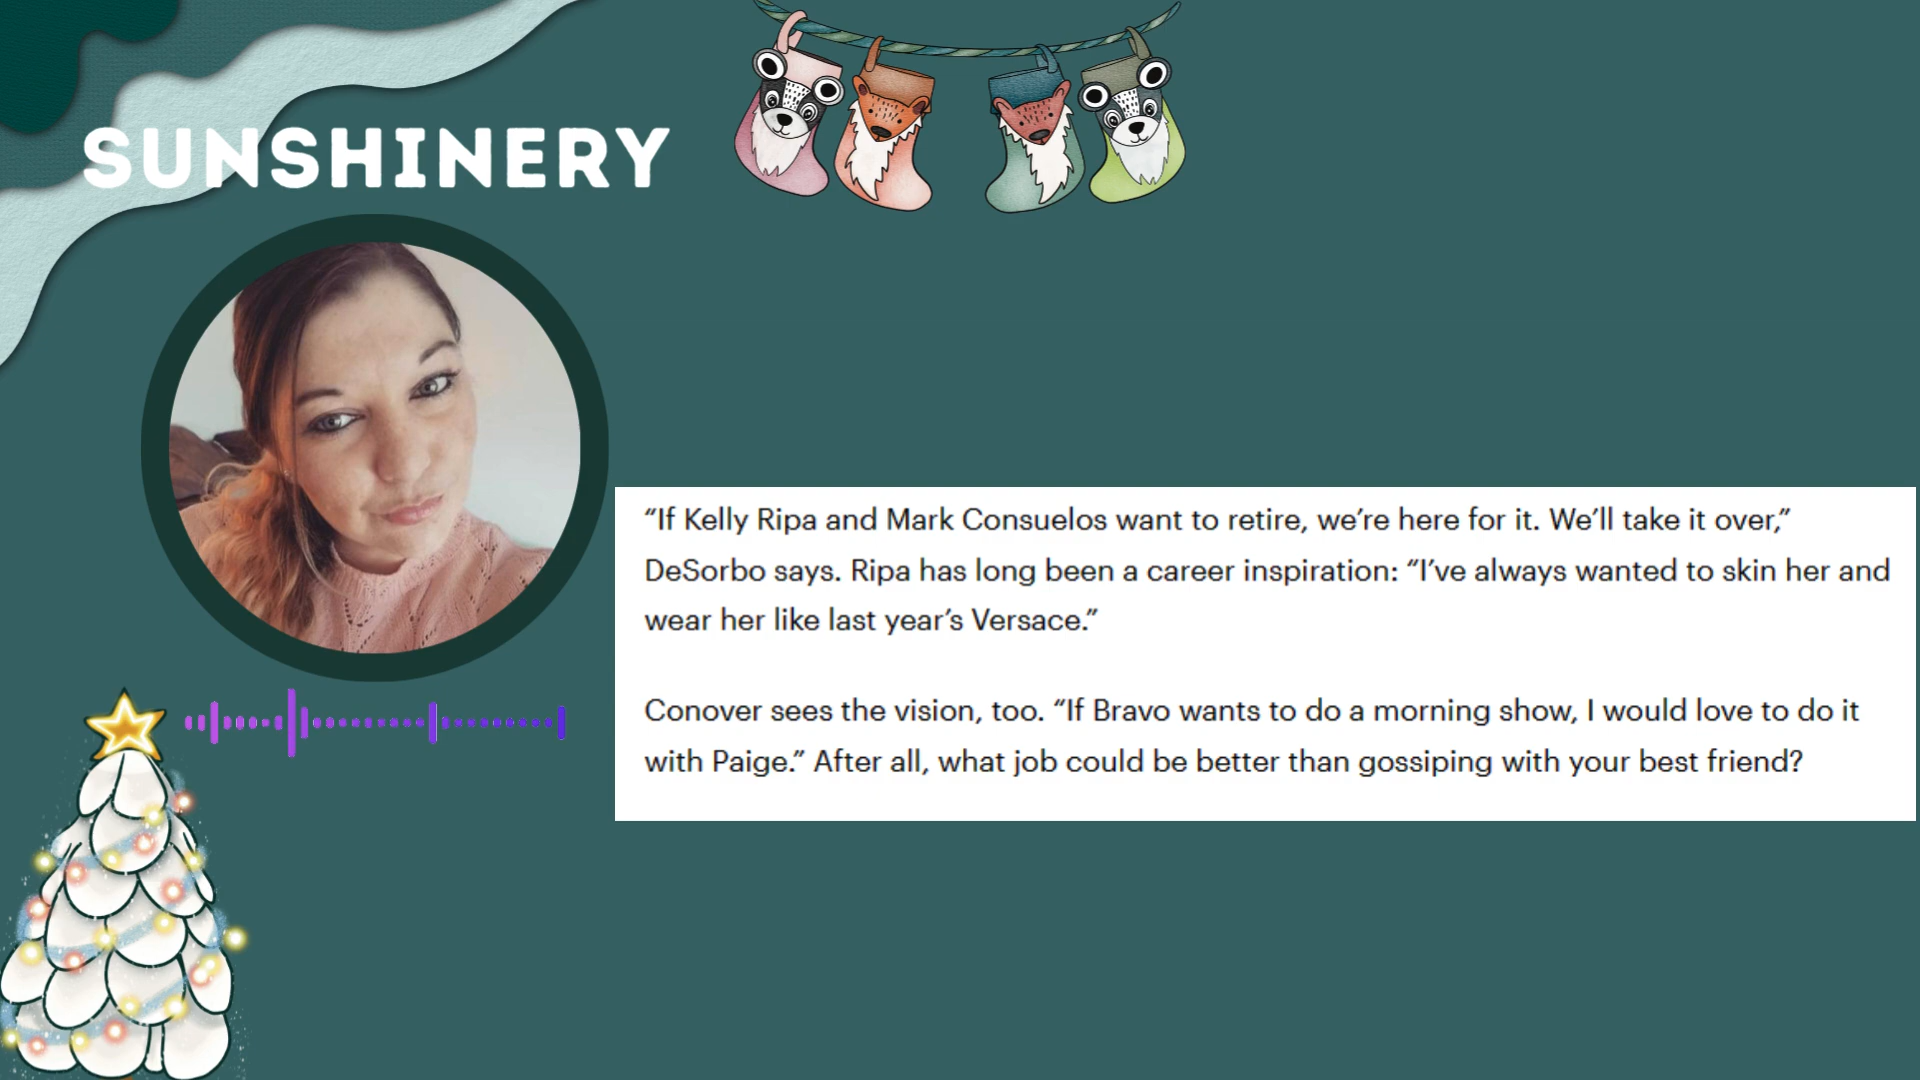 SUNSHINERY
“If Kelly Ripa and Mark Consuelos want to retire, we’re here for it. We’ll take it over,”
DeSorbo says. Ripa has long been a career inspiration: “I’ve always wanted to skin her and
wear her like last year’s Versace.”
Conover sees the vision, too. “If Bravo wants to do a morning show, I would love to do it
with Paige.” After all, what job could be better than gossiping with your best friend?